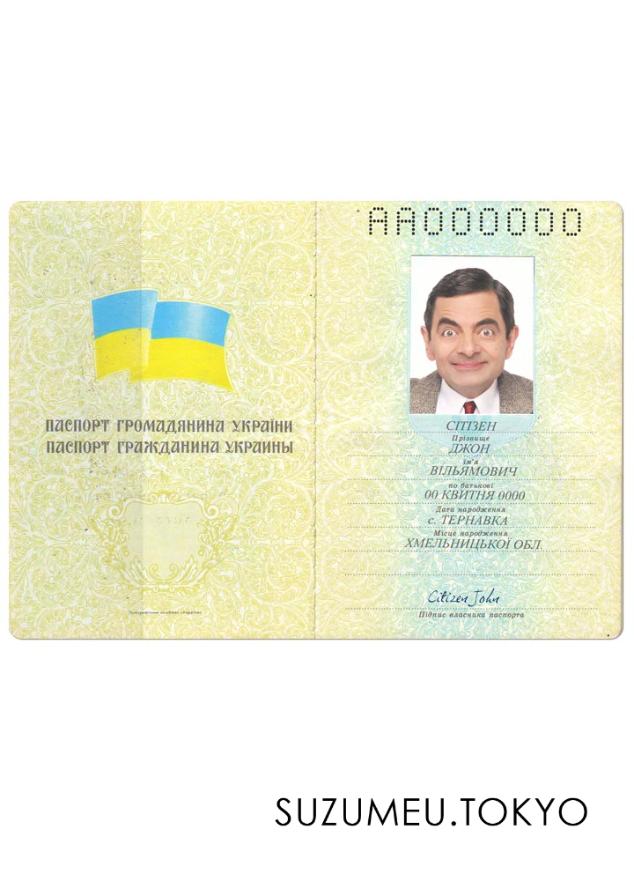 AA000000
ПАСПОРТ ГРОМАДЯНИНА УКРАЇНИ
ПАСПОРТ ГРАЖДАНИНА УКРАИНЫ
СІТІЗЕН
Прізвище
ДЖОН
ім'я
ВІЛЬЯМОВИЧ
по батькові
00 КВИТНЯ 0000
Дата народження
с. ТЕРНАВКА
Місце народження
ХМЕЛЬНИЦЬКОЇ ОБЛ.
Citizen John
Підпис власника паспорта
SUZUMEU.TOKYO